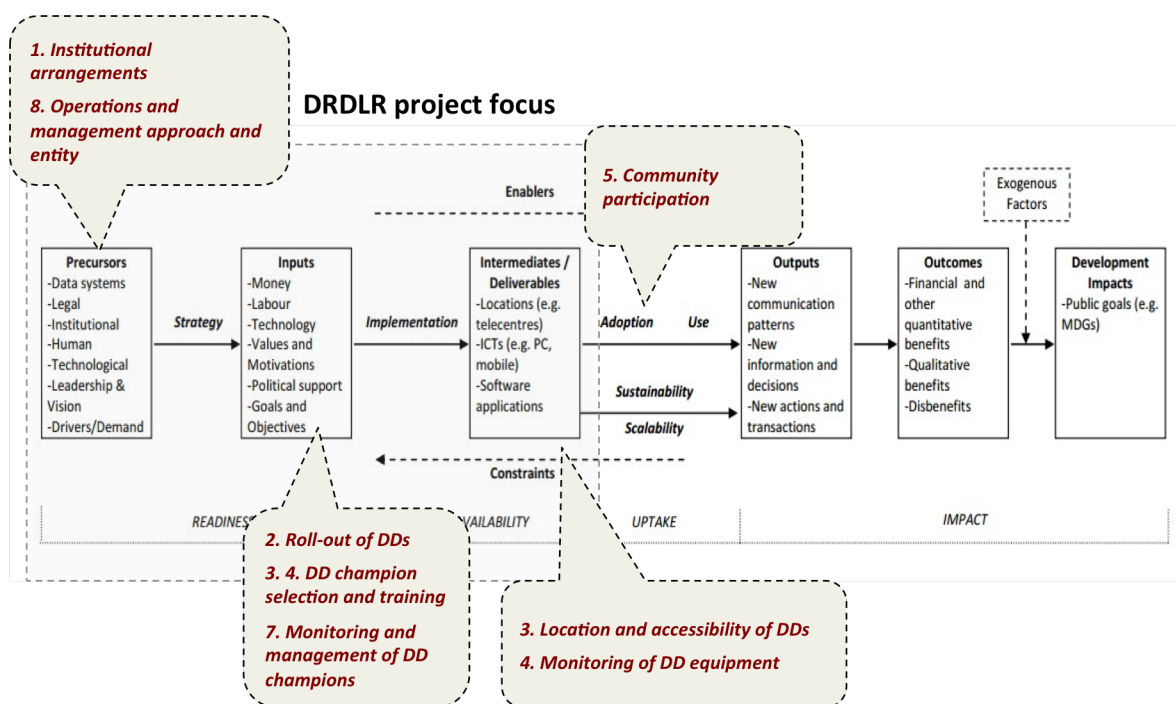 1. Institutional
arrangements
8. Operations and
management approach and
entity
DRDLR project focus
5. Community
participation
Enablers
Exogenous
Factors
Precursors
-Data systems
-Legal
-Institutional
-Human
-Technological
-Leadership &
Vision
-Drivers/Demand
Strategy
Inputs
-Money
-Labour
-Technology
-Values and
Motivations
-Political support
-Goals and
Objectives
Implementation
Intermediates /
Deliverables
-Locations (e.g.
telecentres)
-ICTs (e.g. PC,
mobile)
-Software
applications
Adoption Use
Sustainability
Scalability
Outputs
-New
communication
patterns
-New
information and
decisions
-New actions and
transactions
Outcomes
-Financial and
other
quantitative
benefits
-Qualitative
benefits
-Disbenefits
Development
Impacts
-Public goals (e.g.
MDGs)
Constraints
READINESS
VAILABILITY
UPTAKE
IMPACT
2. Roll-out of DDs
3. 4. DD champion
selection and training
7. Monitoring and
management of DD
champions
3. Location and accessibility of DDs
4. Monitoring of DD equipment